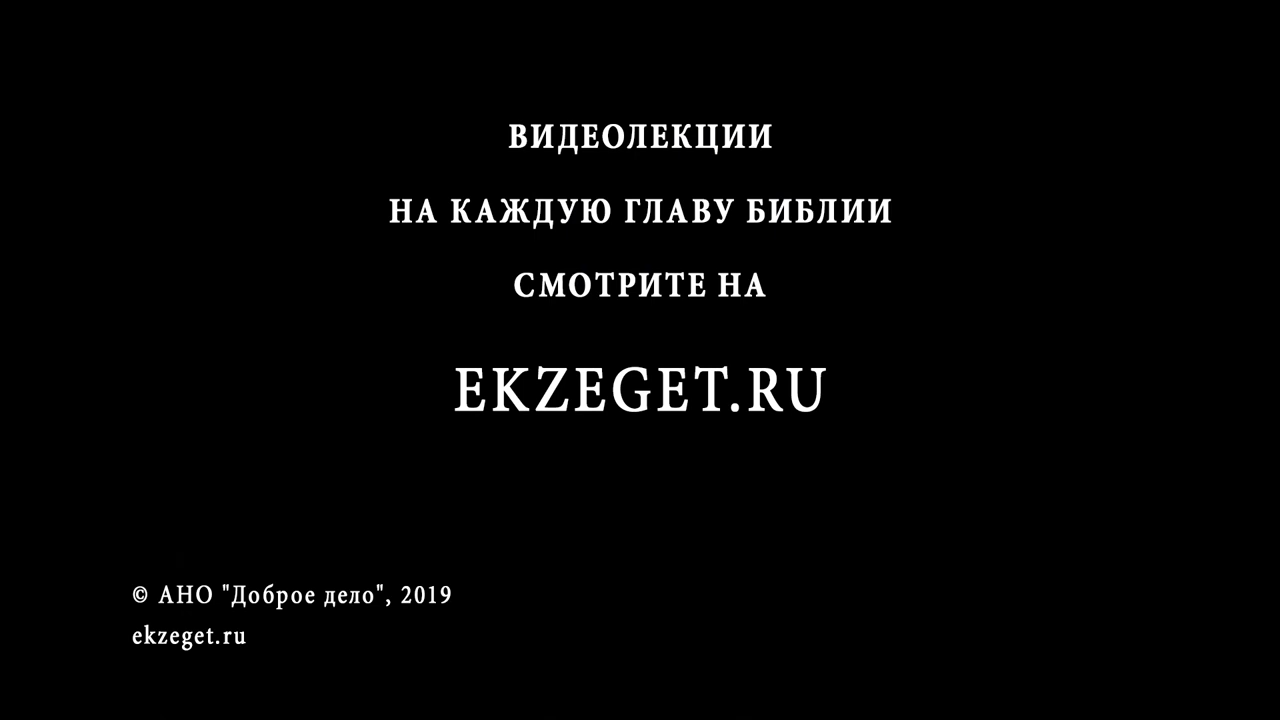 ВИДЕОЛЕКЦИИ
НА КАЖДУЮ ГЛАВУ БИБЛИИ
СМОТРИТЕ НА
EKZEGET.RU
© АНО "Доброе дело", 2019
ekzeget.ru